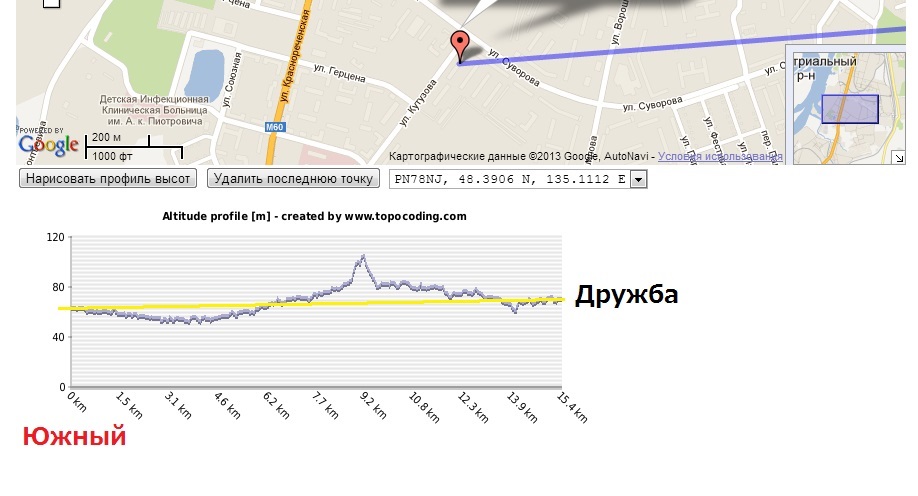 герцена
ул. Краснореченская
ул. Воро
ул. Суворова
ул. Герцена
ул. Союзная
ул. Кутузова
ул. Суворова
триальный
р-н
Детская Инфекционная
Клиническая Больница
им. А. к. Пиотровича
M60
пер.
POWERED BY
Google
200 м
1000 фт
Картографические данные ©2013 Google, AutoNavi - Условия использования
Нарисовать профиль высот
Удалить последнюю точку
PN78NJ, 48.3906 N, 135.1112 E
Altitude profile [m] - created by www.topocoding.com
120
80
40
0
0 km
1.5 km
3.1 km
4.6 km
6.2 km
7.7 km
9.2 km
10.8 km
12.3 km
13.9 km
15.4 km
Дружба
Южный